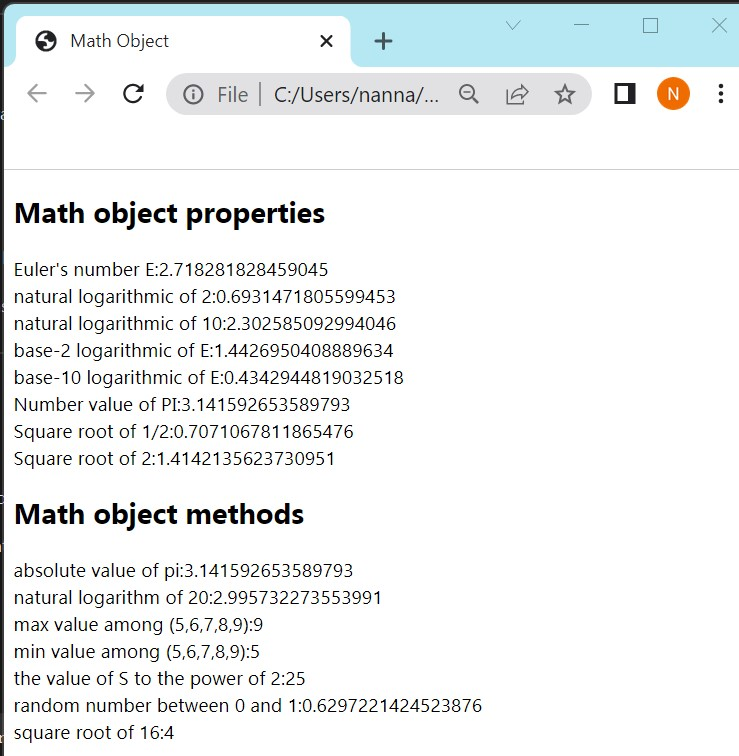 Math Object
File
C:/Users/nanna/...
N
Math object properties
Euler's number E:2.718281828459045
natural logarithmic of 2:0.6931471805599453
natural logarithmic of 10:2.302585092994046
base-2 logarithmic of E:1.4426950408889634
base-10 logarithmic of E:0.4342944819032518
Number value of PI:3.141592653589793
Square root of 1/2:0.7071067811865476
Square root of 2:1.4142135623730951
Math object methods
absolute value of pi:3.141592653589793
natural logarithm of 20:2.995732273553991
max value among (5,6,7,8,9):9
min value among (5,6,7,8,9):5
the value of S to the power of 2:25
random number between 0 and 1:0.6297221424523876
square root of 16:4